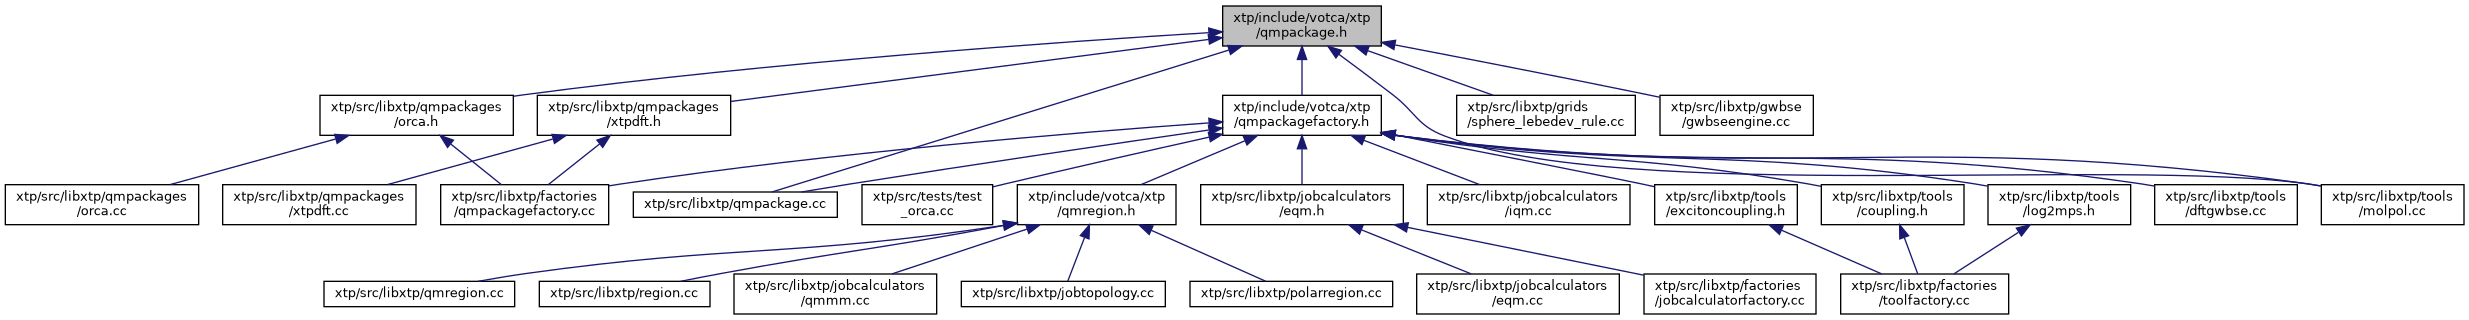 xtp/include/votca/xtp
/qmpackage.h
xtp/src/libxtp/qmpackages
/orca.h
xtp/src/libxtp/qmpackages
/xtpdft.h
xtp/include/votca/xtp
/qmpackagefactory.h
xtp/src/libxtp/grids
/sphere_lebedev_rule.cc
xtp/src/libxtp/gwbse
/gwbseengine.cc
xtp/src/libxtp/qmpackages
/orca.cc
xtp/src/libxtp/qmpackages
/xtpdft.cc
xtp/src/libxtp/factories
/qmpackagefactory.cc
xtp/src/libxtp/qmpackage.cc
xtp/src/tests/test
_orca.cc
xtp/include/votca/xtp
/qmregion.h
xtp/src/libxtp/jobcalculators
/eqm.h
xtp/src/libxtp/jobcalculators
/iqm.cc
xtp/src/libxtp/tools
/excitoncoupling.h
xtp/src/libxtp/tools
/coupling.h
xtp/src/libxtp/tools
/log2mps.h
xtp/src/libxtp/tools
/dftgwbse.cc
xtp/src/libxtp/tools
/molpol.cc
xtp/src/libxtp/qmregion.cc
xtp/src/libxtp/region.cc
xtp/src/libxtp/jobcalculators
/qmmm.cc
xtp/src/libxtp/jobtopology.cc
xtp/src/libxtp/polarregion.cc
xtp/src/libxtp/jobcalculators
/eqm.cc
xtp/src/libxtp/factories
/jobcalculatorfactory.cc
xtp/src/libxtp/factories
/toolfactory.cc